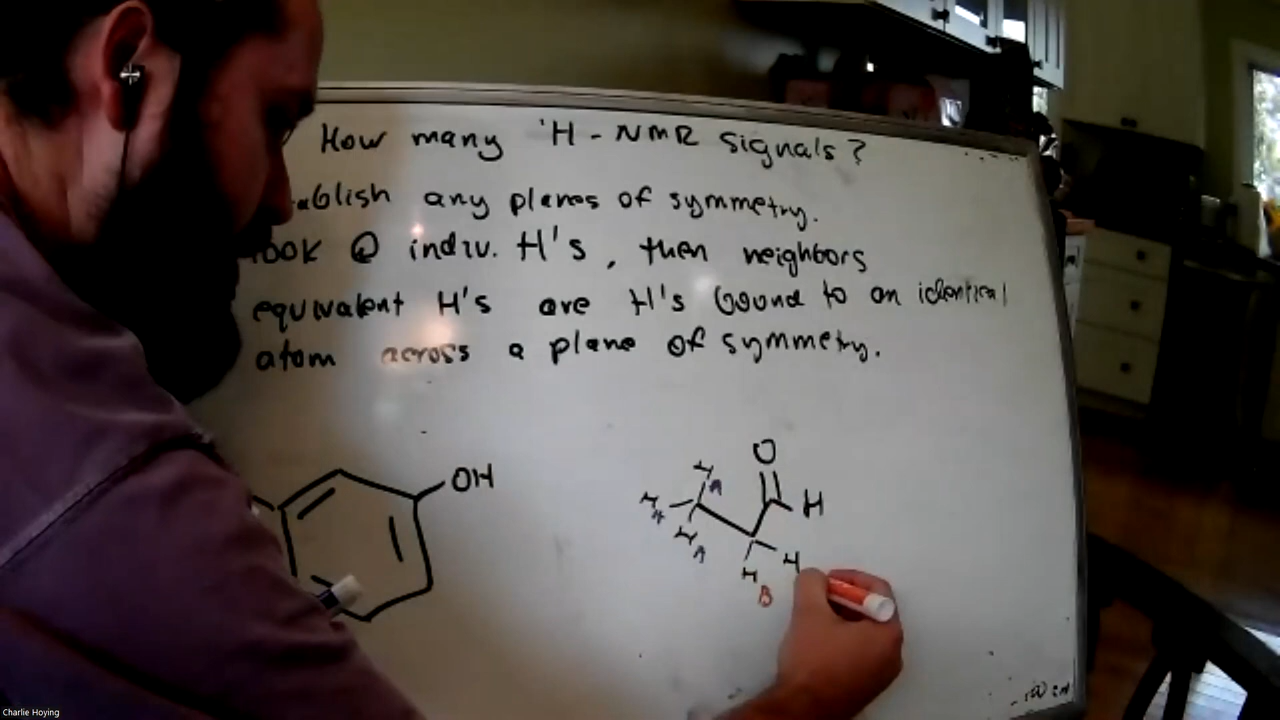 How many 'H - NMR signals?
ablish any planes of symmetry.
ook @ indiv. H's, then neighbors
equivalent H's are H's bound to an identical
atom across a plane of symmetry.
OH
O
H A
H A
H
H A
H
H
B
Charlie Hoying